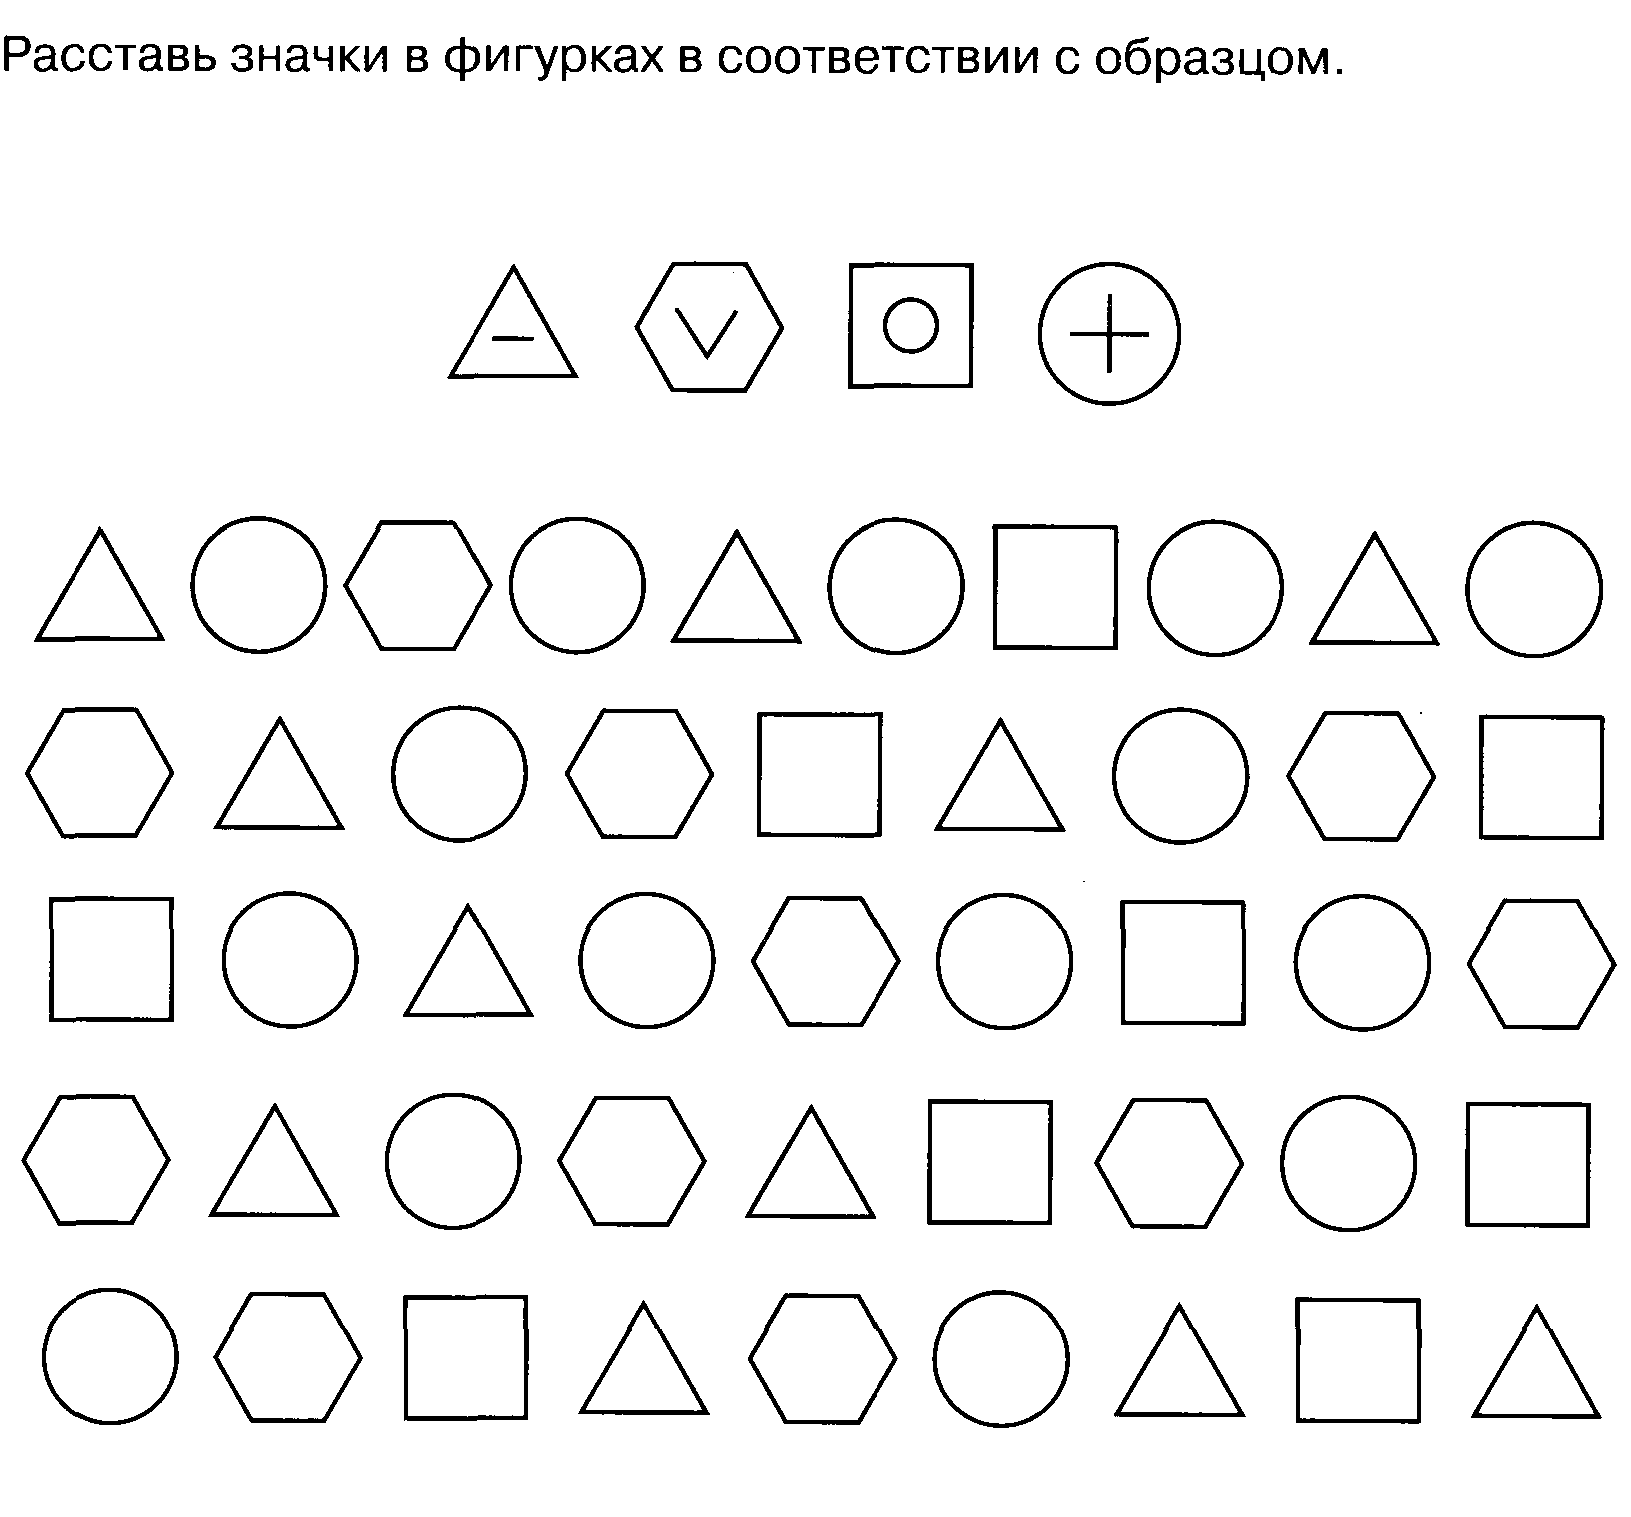 Расставь значки в фигурках в соответствии с образцом.